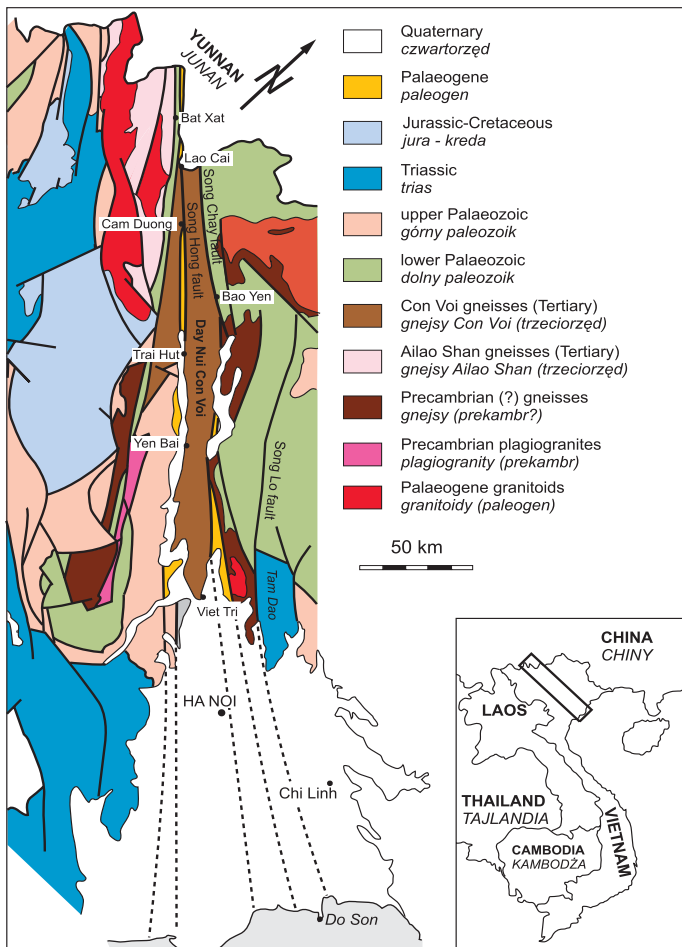 YUNNAN
JUNAN
N
Bat Xat
Lao Cai
Song Chay fault
Cam Duong
Song Hong fault
Bao Yen
Day Nui Con Voi
Trai Hut
Yen Bai
Song Lo fault
Tam Dao
Viet Tri
HA NOI
Chi Linh
Do Son
Quaternary
czwartorzęd
Palaeogene
paleogen
Jurassic-Cretaceous
jura - kreda
Triassic
trias
upper Palaeozoic
górny paleozoik
lower Palaeozoic
dolny paleozoik
Con Voi gneisses (Tertiary)
gnejsy Con Voi (trzeciorzęd)
Ailao Shan gneisses (Tertiary)
gnejsy Ailao Shan (trzeciorzęd)
Precambrian (?) gneisses
gnejsy (prekambr?)
Precambrian plagiogranites
plagiogranity (prekambr)
Palaeogene granitoids
granitoidy (paleogen)
50 km
CHINA
CHINY
LAOS
THAILAND
TAJLANDIA
VIETNAM
CAMBODIA
KAMBODŻA